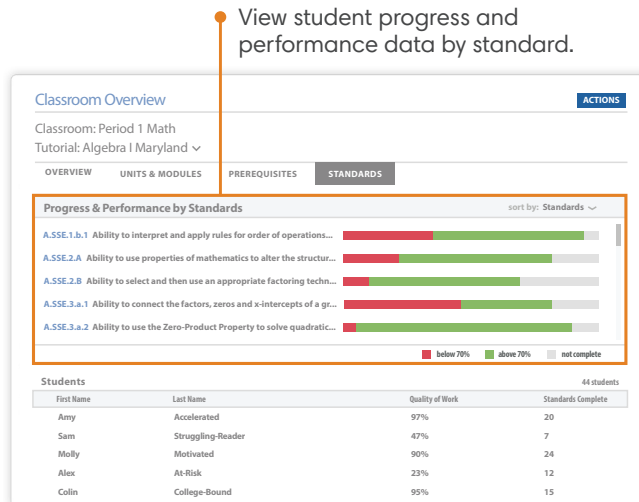 View student progress and
performance data by standard.
Classroom Overview
ACTIONS
Classroom: Period 1 Math
Tutorial: Algebra I Maryland
OVERVIEW UNITS & MODULES PREREQUISITES STANDARDS
Progress & Performance by Standards sort by: Standards
A.SSE.1.b.1 Ability to interpret and apply rules for order of operations...
A.SSE.2.A Ability to use properties of mathematics to alter the structur...
A.SSE.2.B Ability to select and then use an appropriate factoring techn...
A.SSE.3.a.1 Ability to connect the factors, zeros and x-intercepts of a gr...
A.SSE.3.a.2 Ability to use the Zero-Product Property to solve quadratic...
below 70% above 70% not complete
Students 44 students
First Name Last Name Quality of Work Standards Complete
Amy Accelerated 97% 20
Sam Struggling-Reader 47% 7
Molly Motivated 90% 24
Alex At-Risk 23% 12
Colin College-Bound 95% 15